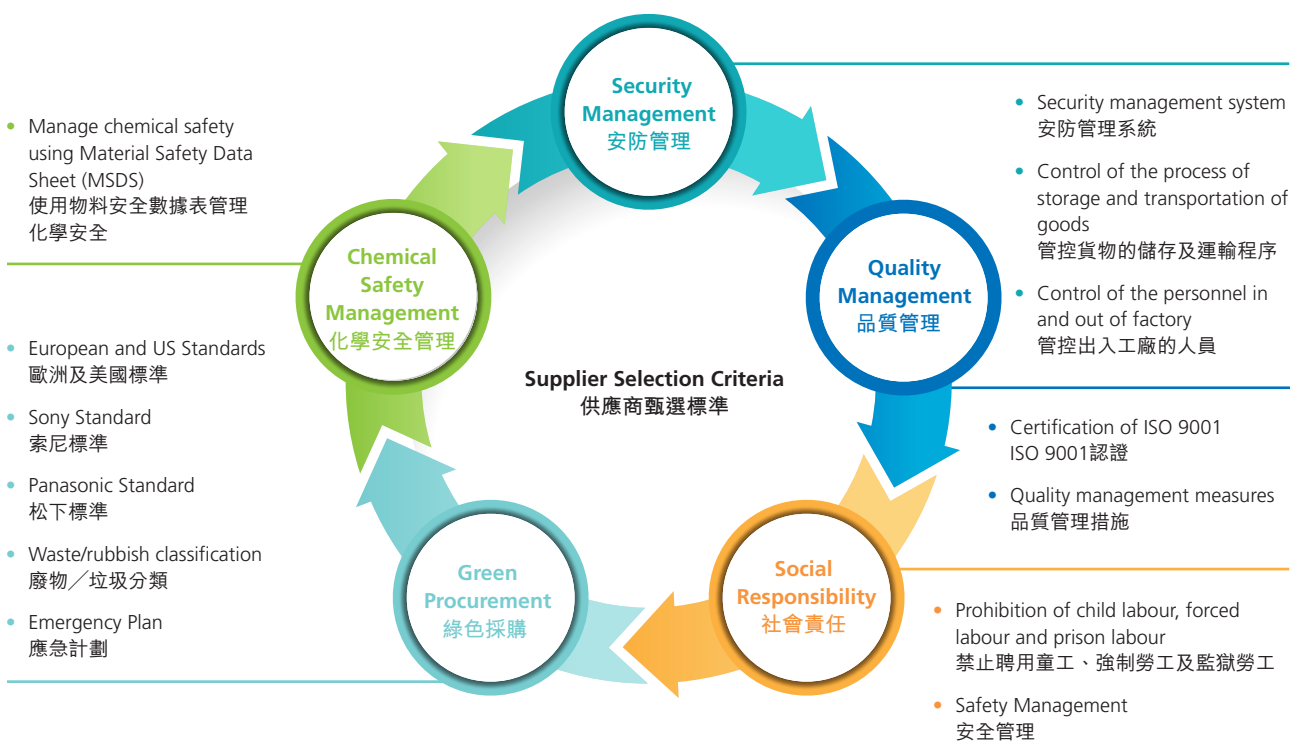 Security
Management
安防管理
Quality
Management
品質管理
Social
Responsibility
社會責任
Green
Procurement
綠色採購
Chemical
Safety
Management
化學安全管理
Supplier Selection Criteria
供應商甄選標準
• Manage chemical safety
using Material Safety Data
Sheet (MSDS)
使用物料安全數據表管理
化學安全
• European and US Standards
歐洲及美國標準
• Sony Standard
索尼標準
• Panasonic Standard
松下標準
• Waste/rubbish classification
廢物／垃圾分類
• Emergency Plan
應急計劃
• Security management system
安防管理系統
• Control of the process of
storage and transportation of
goods
管控貨物的儲存及運輸程序
• Control of the personnel in
and out of factory
管控出入工廠的人員
• Certification of ISO 9001
ISO 9001認證
• Quality management measures
品質管理措施
• Prohibition of child labour, forced
labour and prison labour
禁止聘用童工、強制勞工及監獄勞工
• Safety Management
安全管理